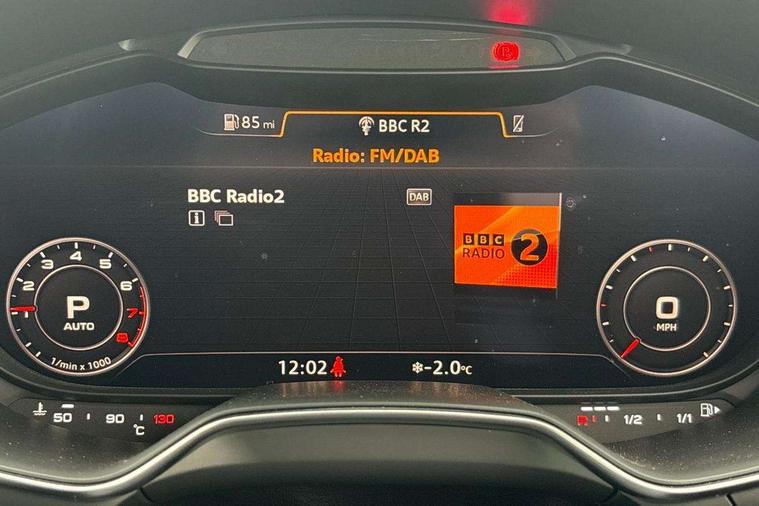 85 mi
BBC R2
Radio: FM/DAB
BBC Radio2
DAB
i
BBC
RADIO
2
1 2 3 4 5 6 7 8
P
AUTO
1/min x 1000
0
MPH
12:02
-2.0°C
50 90 130
°C
1/2 1/1